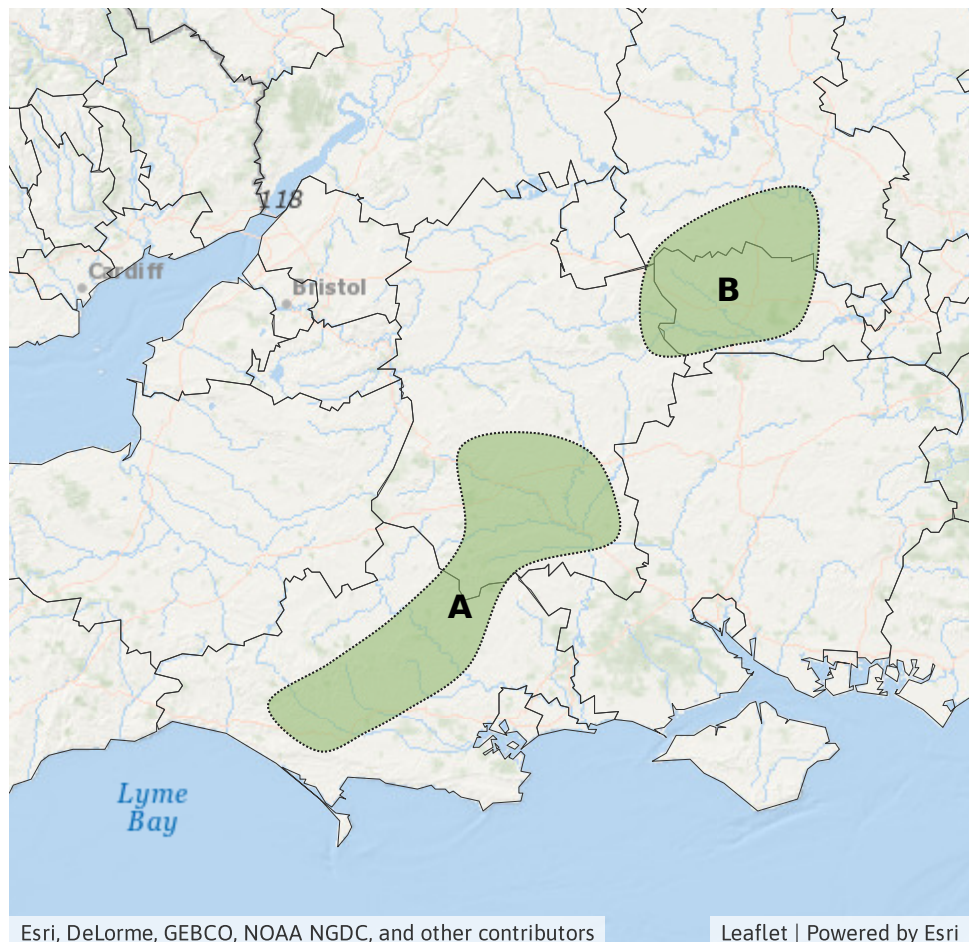 118
Cardiff
Bristol
B
A
Lyme
Bay
Esri, DeLorme, GEBCO, NOAA NGDC, and other contributors
Leaflet | Powered by Esri